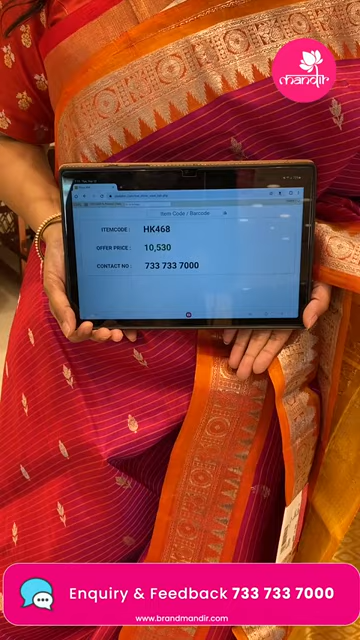 mandir
Item Code / Barcode
ITEMCODE : HK468
OFFER PRICE : 10,530
CONTACT NO : 733 733 7000
Enquiry & Feedback 733 733 7000
www.brandmandir.com